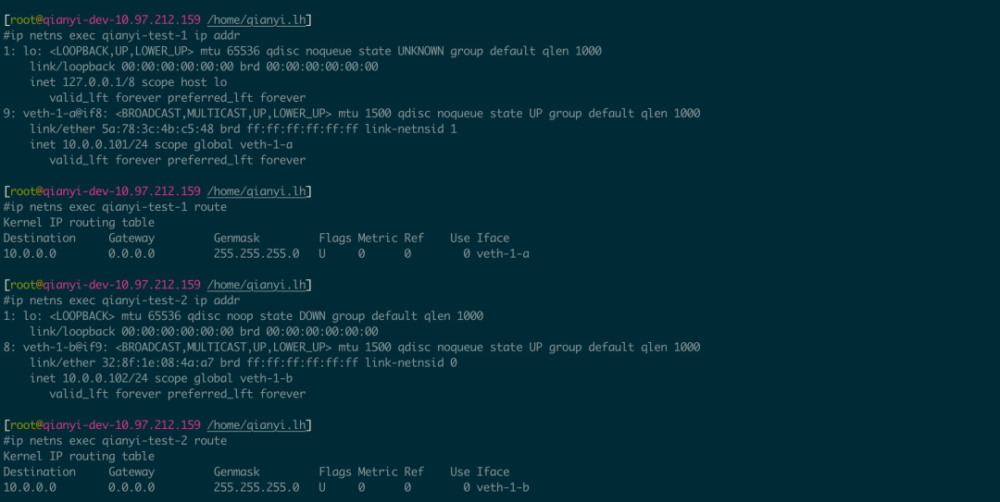 [root@qianyi-dev-10.97.212.159 /home/qianyi.lh]
#ip netns exec qianyi-test-1 ip addr
1: lo: <LOOPBACK,UP,LOWER_UP> mtu 65536 qdisc noqueue state UNKNOWN group default qlen 1000
    link/loopback 00:00:00:00:00:00 brd 00:00:00:00:00:00
    inet 127.0.0.1/8 scope host lo
       valid_lft forever preferred_lft forever
9: veth-1-a@if8: <BROADCAST,MULTICAST,UP,LOWER_UP> mtu 1500 qdisc noqueue state UP group default qlen 1000
    link/ether 5a:78:3c:4b:c5:48 brd ff:ff:ff:ff:ff:ff link-netnsid 1
    inet 10.0.0.101/24 scope global veth-1-a
       valid_lft forever preferred_lft forever
[root@qianyi-dev-10.97.212.159 /home/qianyi.lh]
#ip netns exec qianyi-test-1 route
Kernel IP routing table
Destination     Gateway         Genmask         Flags Metric Ref    Use Iface
10.0.0.0        0.0.0.0         255.255.255.0   U     0      0        0 veth-1-a
[root@qianyi-dev-10.97.212.159 /home/qianyi.lh]
#ip netns exec qianyi-test-2 ip addr
1: lo: <LOOPBACK> mtu 65536 qdisc noop state DOWN group default qlen 1000
    link/loopback 00:00:00:00:00:00 brd 00:00:00:00:00:00
8: veth-1-b@if9: <BROADCAST,MULTICAST,UP,LOWER_UP> mtu 1500 qdisc noqueue state UP group default qlen 1000
    link/ether 32:8f:1e:08:4a:a7 brd ff:ff:ff:ff:ff:ff link-netnsid 0
    inet 10.0.0.102/24 scope global veth-1-b
       valid_lft forever preferred_lft forever
[root@qianyi-dev-10.97.212.159 /home/qianyi.lh]
#ip netns exec qianyi-test-2 route
Kernel IP routing table
Destination     Gateway         Genmask         Flags Metric Ref    Use Iface
10.0.0.0        0.0.0.0         255.255.255.0   U     0      0        0 veth-1-b